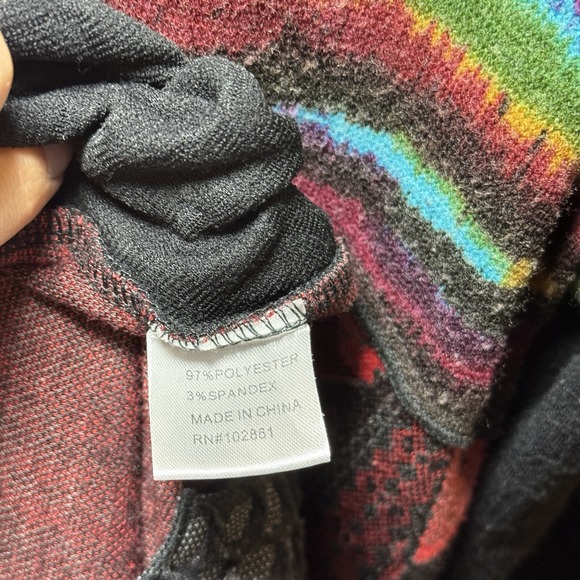 97%POLYESTER
3%SPANDEX
MADE IN CHINA
RN#102861